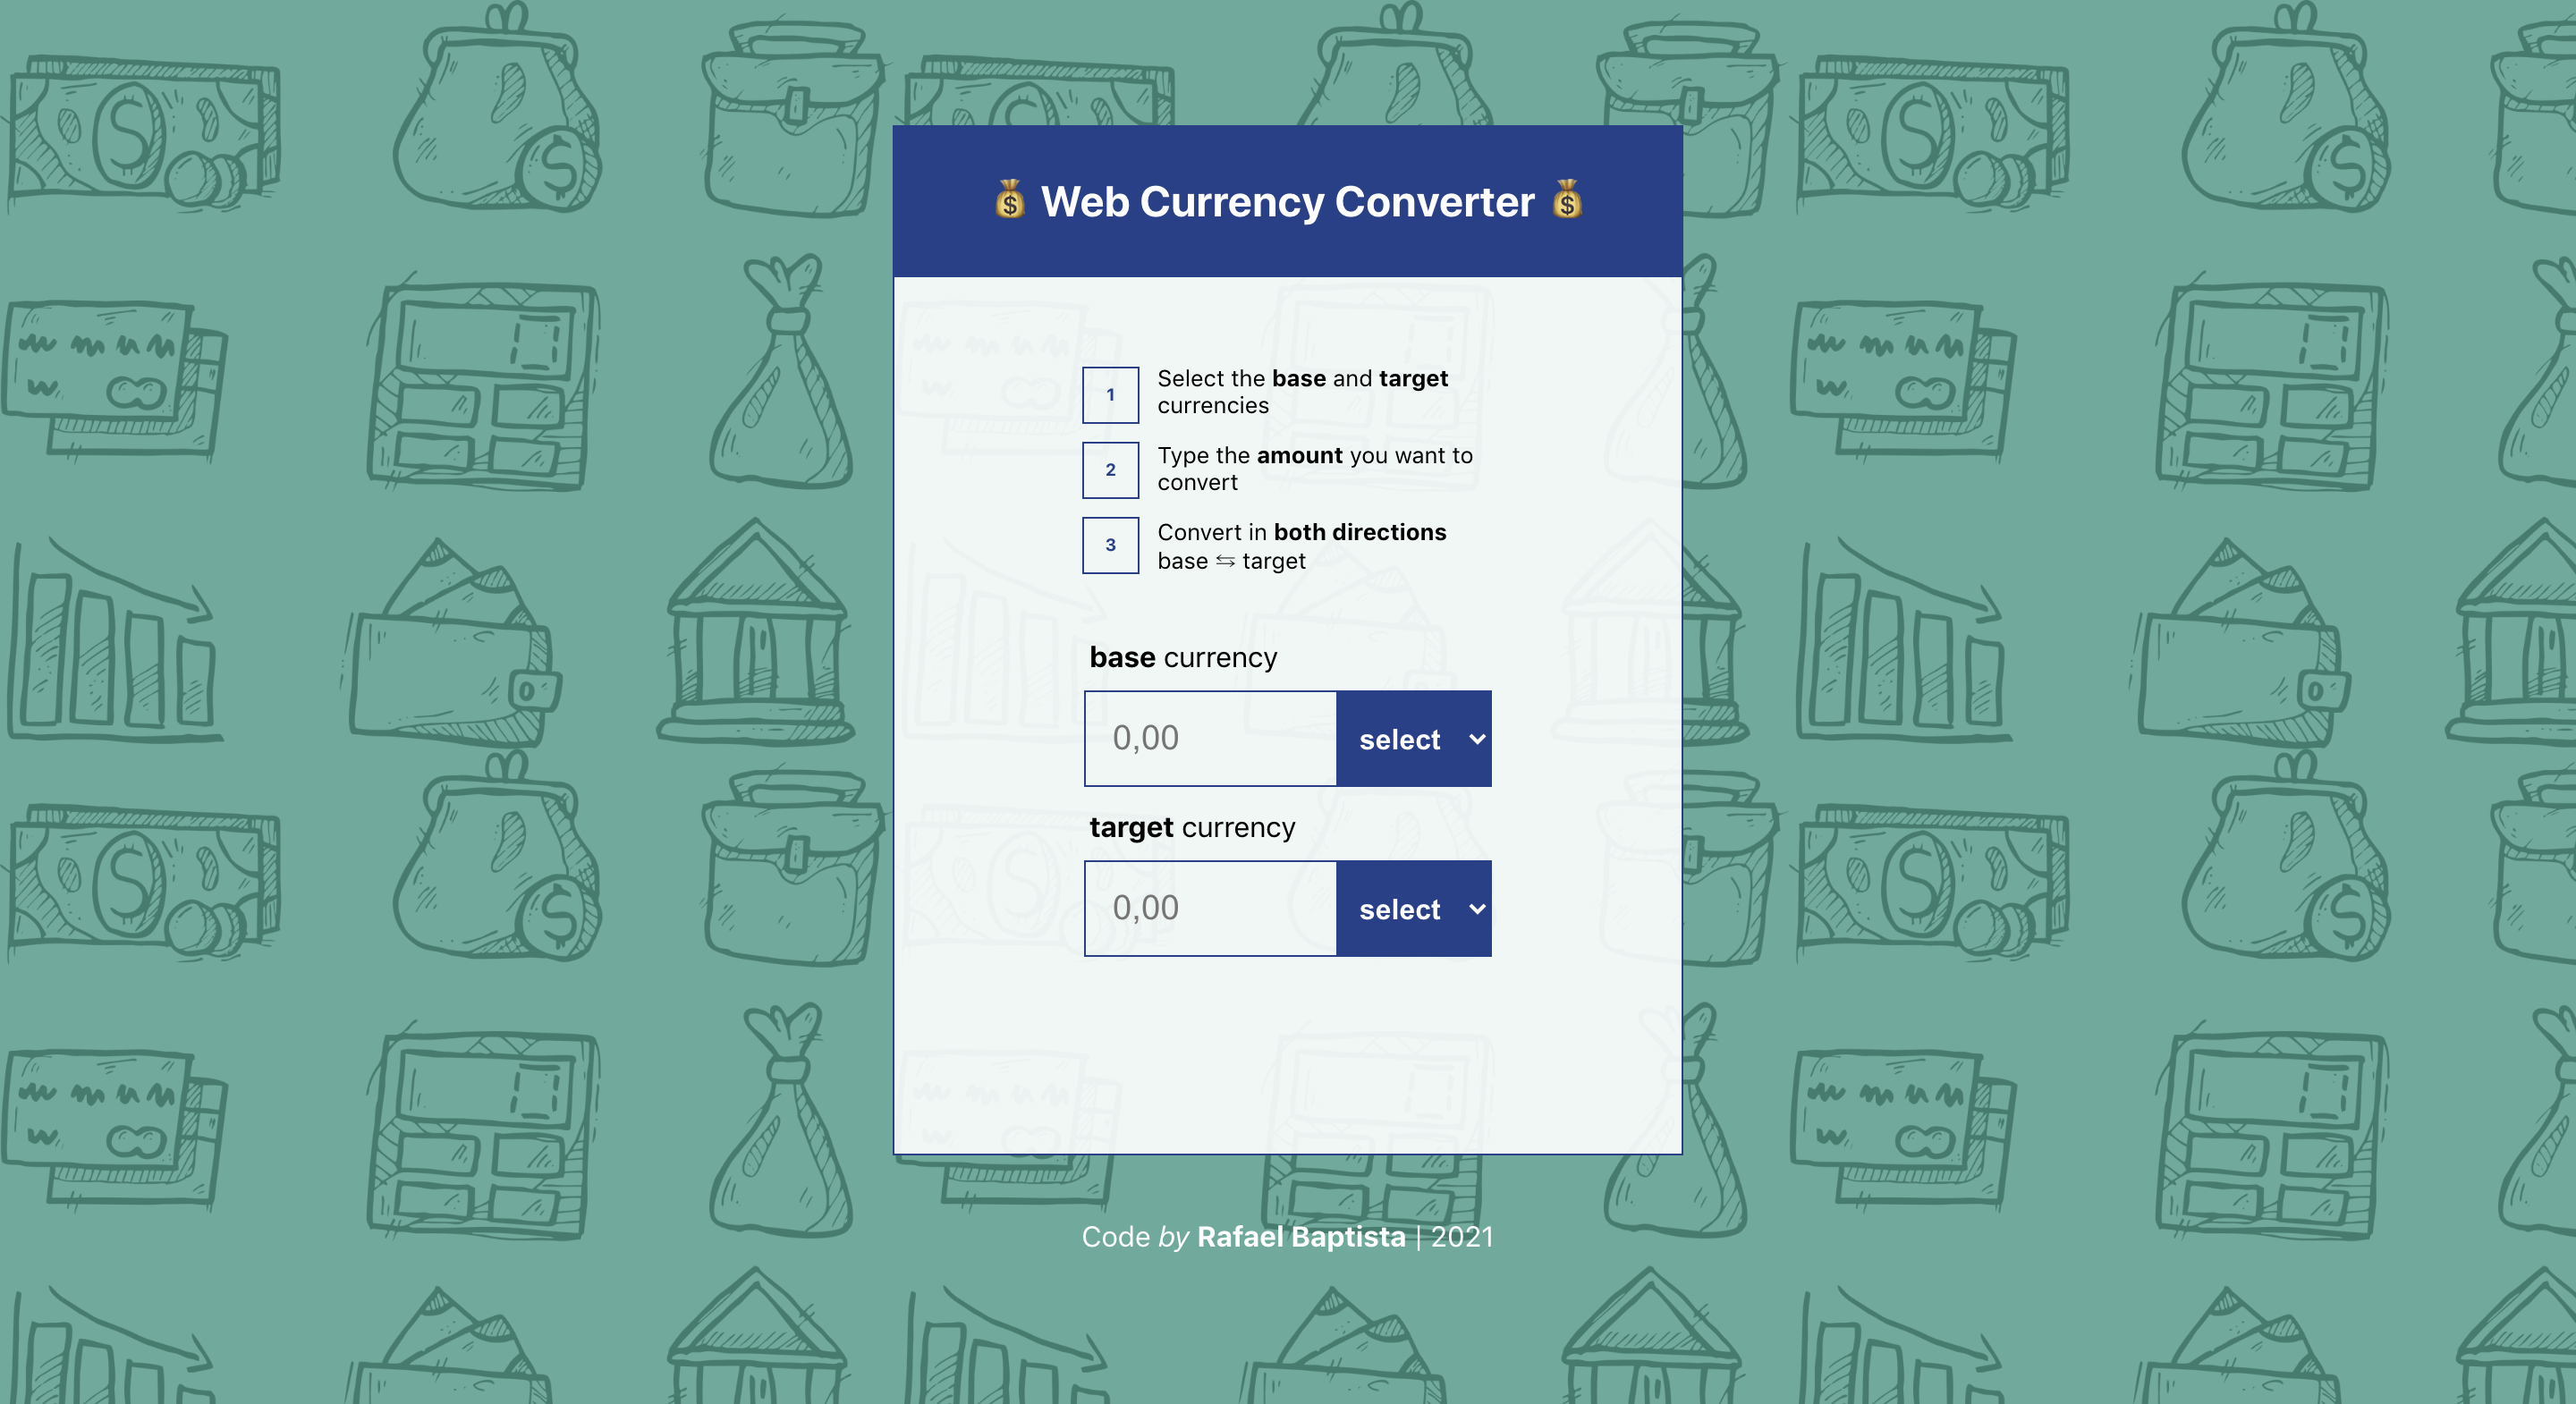 💰 Web Currency Converter 💰
1
Select the base and target
currencies
2
Type the amount you want to
convert
3
Convert in both directions
base ⇆ target
base currency
0,00
select
target currency
0,00
select
Code by Rafael Baptista | 2021